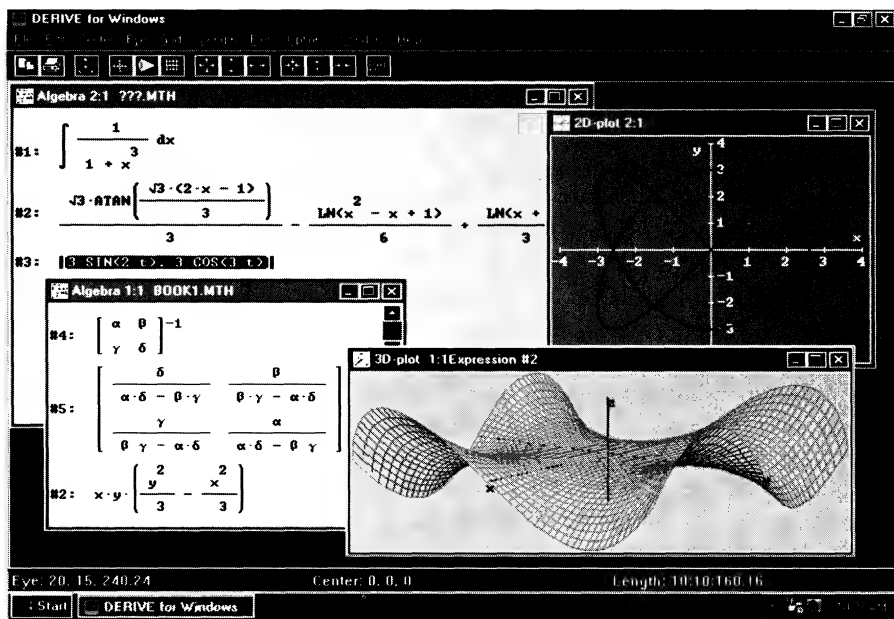 DERIVE for Windows
Algebra 2:1 ???.MTH
#1: ∫ 1 / (1 + x^3) dx
#2: √3·ATAN(√3·(2·x − 1) / 3) / 3 − LN(x^2 − x + 1) / 6 + LN(x + / 3
#3: [3 SIN(2 t), 3 COS(3 t)]
2D-plot 2:1
y
4
3
2
1
x
-4 -3 -2 -1 1 2 3 4
-1
-2
-3
Algebra 1:1 BOOK1.MTH
#4: [α β; γ δ]^-1
#5: [δ / (α·δ − β·γ) β / (β γ − α·δ); γ / (β γ − α·δ) α / (α·δ − β γ)]
#2: x·y·(y^2 / 3 − x^2 / 3)
3D-plot 1:1Expression #2
x
Eye: 20, 15, 240.24 Center: 0, 0, 0 Length: 10:10:160.16
Start DERIVE for Windows